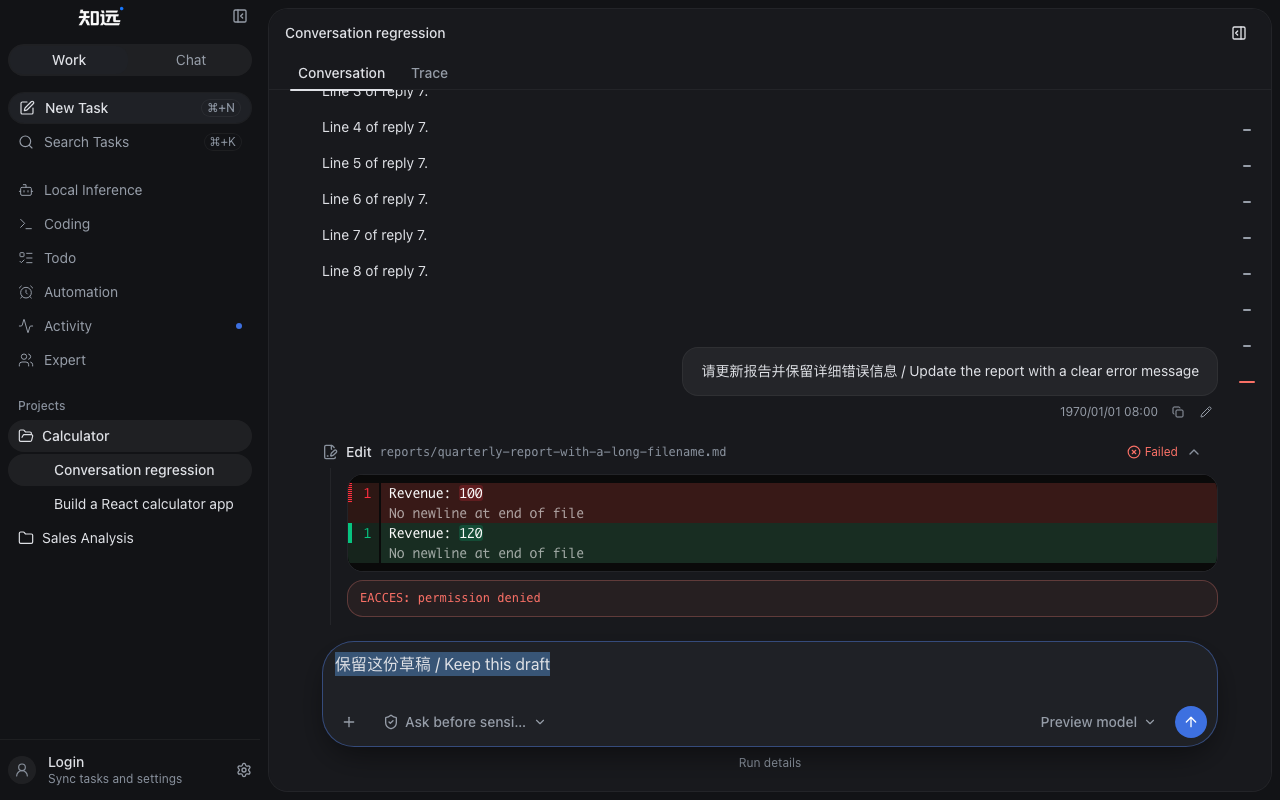 知远
Work
Chat
New Task
⌘+N
Search Tasks
⌘+K
Local Inference
Coding
Todo
Automation
Activity
Expert
Projects
Calculator
Conversation regression
Build a React calculator app
Sales Analysis
Login
Sync tasks and settings
Conversation regression
Conversation
Trace
Line 3 of reply 7.
Line 4 of reply 7.
Line 5 of reply 7.
Line 6 of reply 7.
Line 7 of reply 7.
Line 8 of reply 7.
请更新报告并保留详细错误信息 / Update the report with a clear error message
1970/01/01 08:00
Edit reports/quarterly-report-with-a-long-filename.md
Failed
1 Revenue: 100
No newline at end of file
1 Revenue: 120
No newline at end of file
EACCES: permission denied
保留这份草稿 / Keep this draft
Ask before sensi...
Preview model
Run details